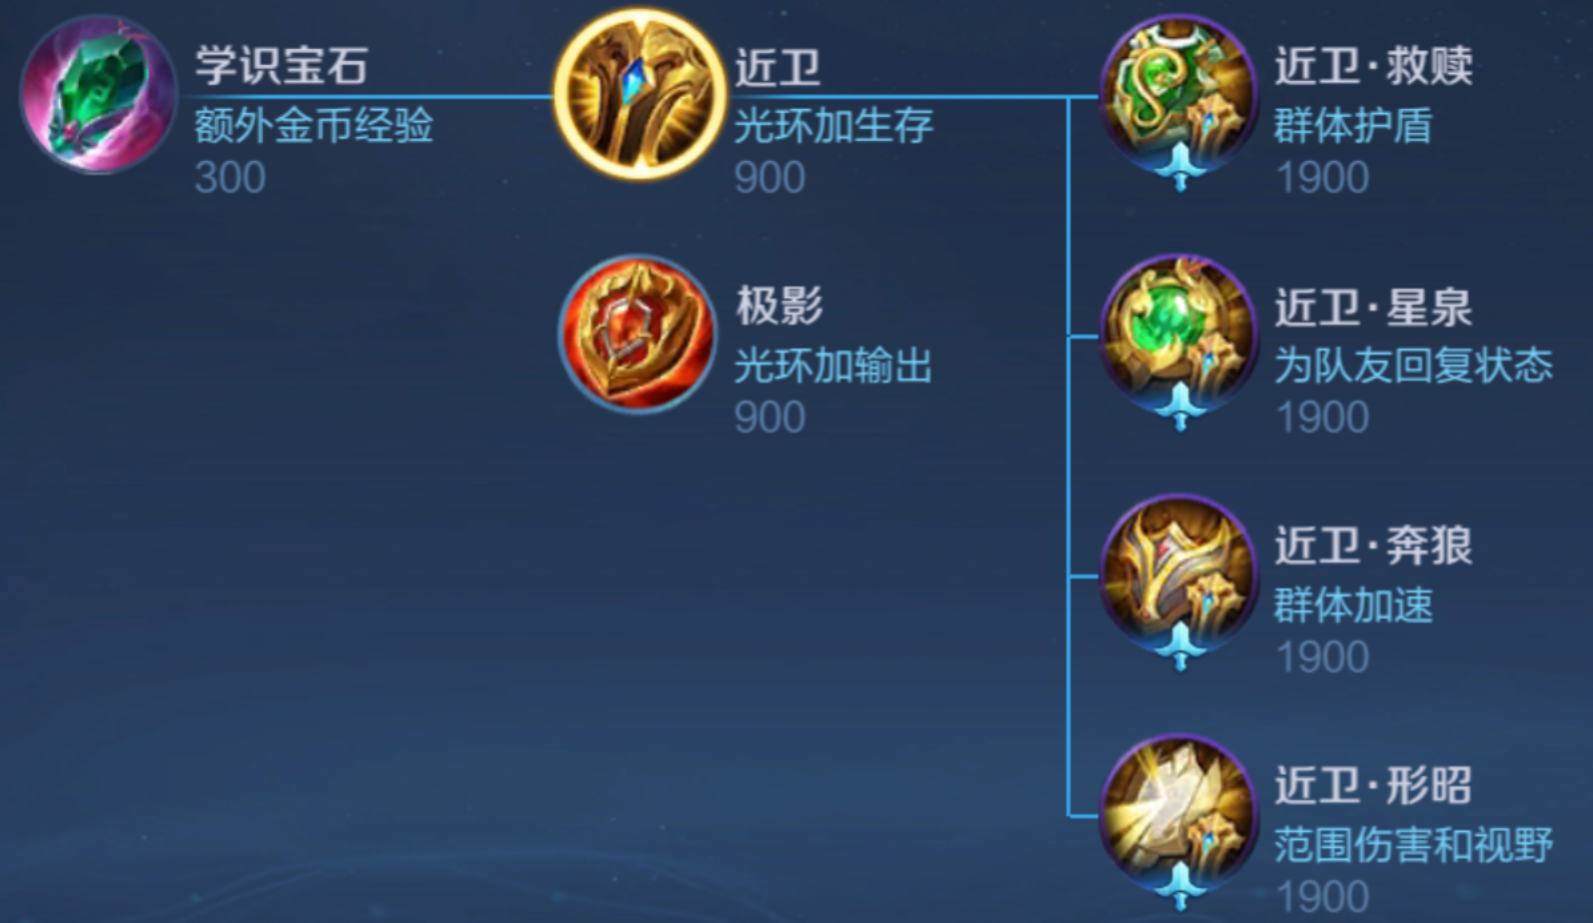 学识宝石
额外金币经验
300
近卫
光环加生存
900
极影
光环加输出
900
近卫·救赎
群体护盾
1900
近卫·星泉
为队友回复状态
1900
近卫·奔狼
群体加速
1900
近卫·形昭
范围伤害和视野
1900